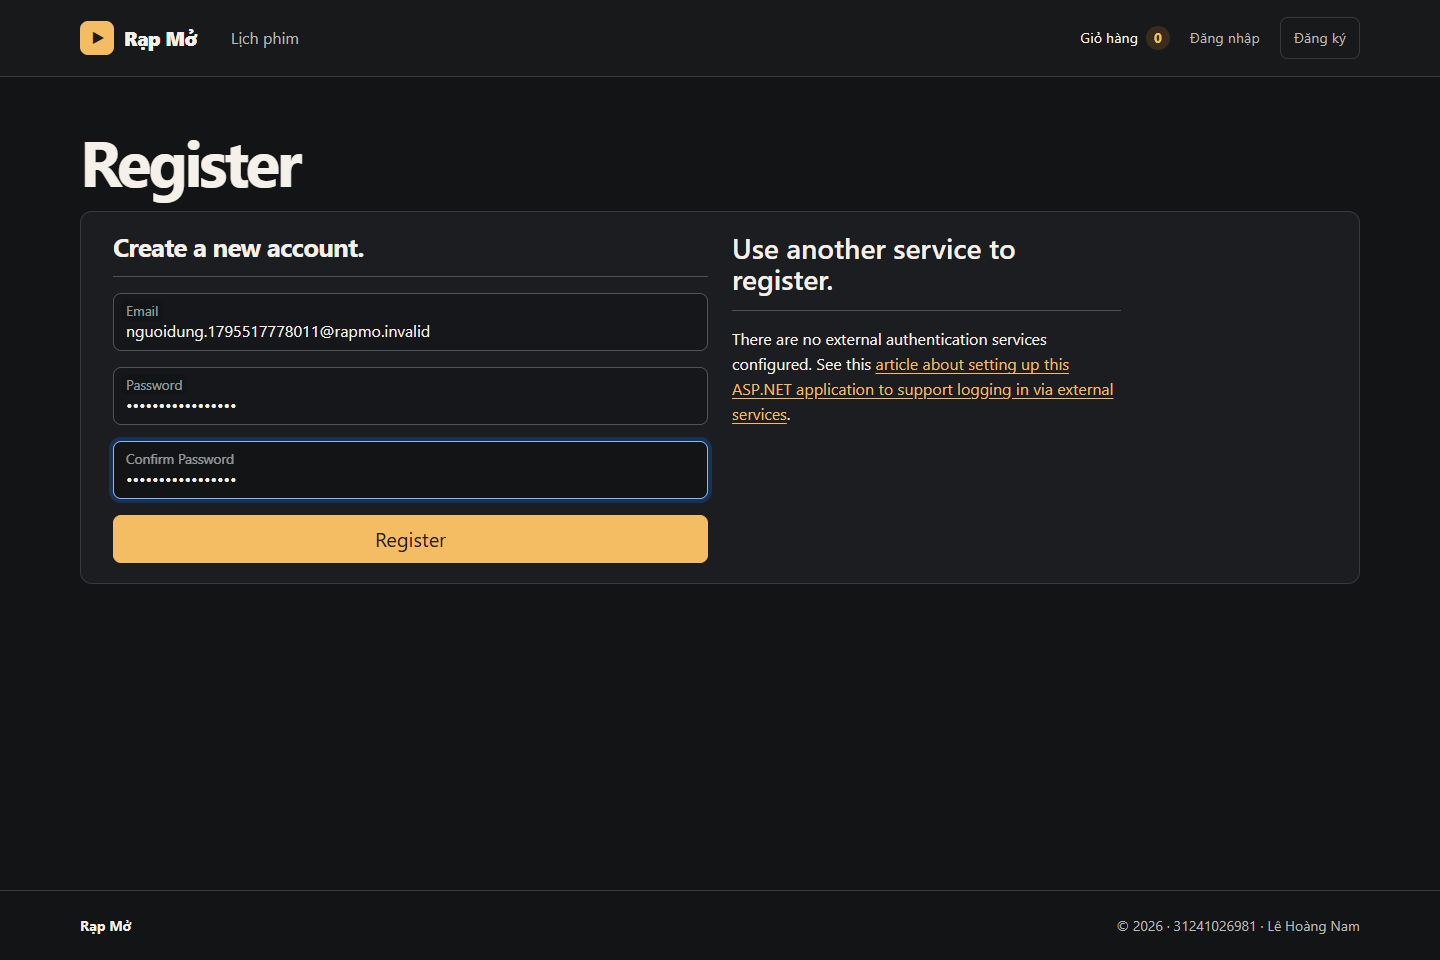 Rạp Mở
Lịch phim
Giỏ hàng 0
Đăng nhập
Đăng ký
Register
Create a new account.
Email
nguoidung.1795517778011@rapmo.invalid
Password
•••••••••••••••••
Confirm Password
•••••••••••••••••
Register
Use another service to
register.
There are no external authentication services
configured. See this article about setting up this
ASP.NET application to support logging in via external
services.
Rạp Mở
© 2026 · 31241026981 · Lê Hoàng Nam